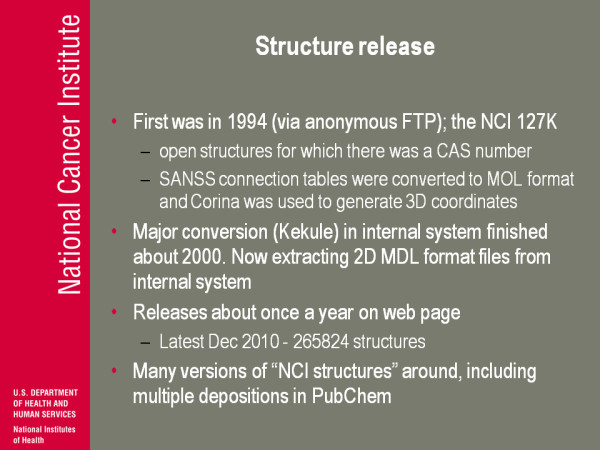 National Cancer Institute
U.S. DEPARTMENT
OF HEALTH AND
HUMAN SERVICES
National Institutes
of Health
Structure release
• First was in 1994 (via anonymous FTP); the NCI 127K
– open structures for which there was a CAS number
– SANSS connection tables were converted to MOL format
and Corina was used to generate 3D coordinates
• Major conversion (Kekule) in internal system finished
about 2000. Now extracting 2D MDL format files from
internal system
• Releases about once a year on web page
– Latest Dec 2010 - 265824 structures
• Many versions of “NCI structures” around, including
multiple depositions in PubChem